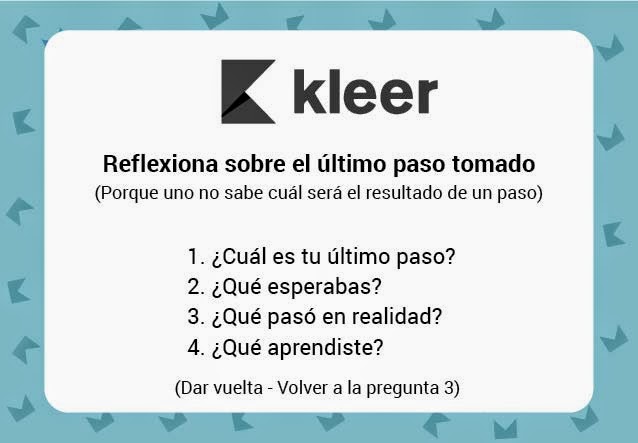 kleer
Reflexiona sobre el último paso tomado
(Porque uno no sabe cuál será el resultado de un paso)
1. ¿Cuál es tu último paso?
2. ¿Qué esperabas?
3. ¿Qué pasó en realidad?
4. ¿Qué aprendiste?
(Dar vuelta - Volver a la pregunta 3)